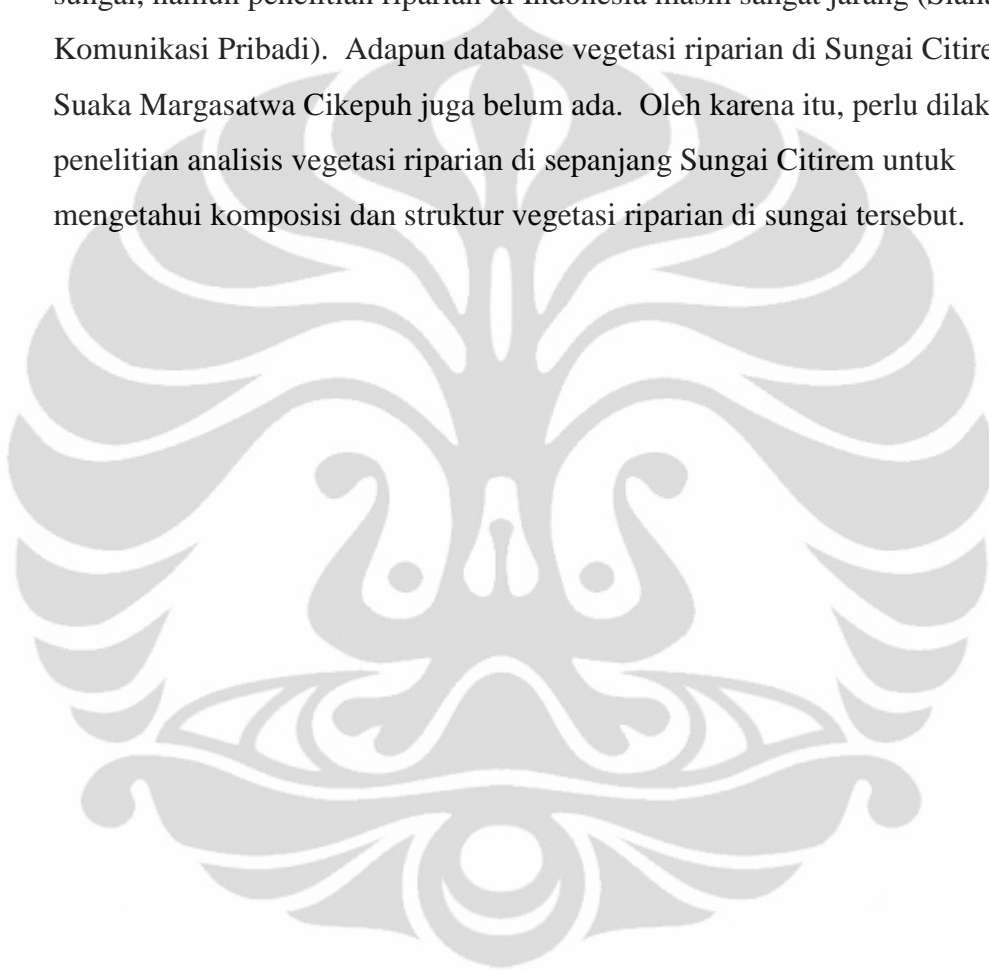 sungai, namun penelitian riparian di Indonesia masih sangat jarang
Komunikasi Pribadi). Adapun database vegetasi riparian di Sungai
Suaka Margasatwa Cikepuh juga belum ada. Oleh karena itu, perlu
penelitian analisis vegetasi riparian di sepanjang Sungai Citirem untuk
mengetahui komposisi dan struktur vegetasi riparian di sungai tersebut.